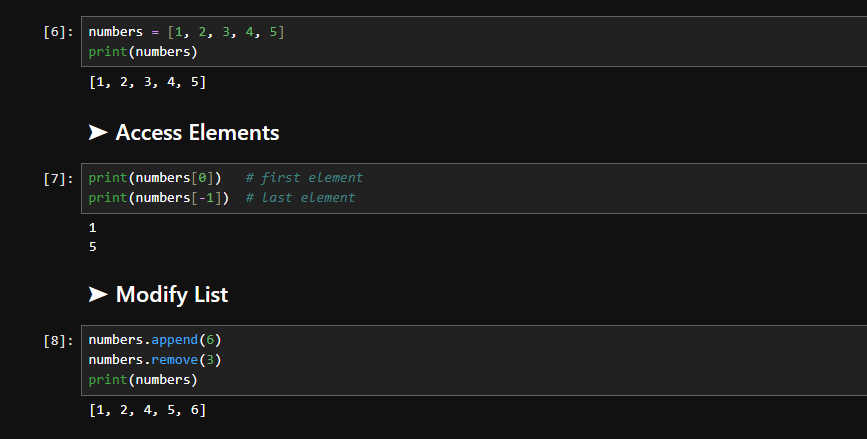 [6]: numbers = [1, 2, 3, 4, 5]
print(numbers)
[1, 2, 3, 4, 5]
➤ Access Elements
[7]: print(numbers[0])   # first element
print(numbers[-1])  # last element
1
5
➤ Modify List
[8]: numbers.append(6)
numbers.remove(3)
print(numbers)
[1, 2, 4, 5, 6]